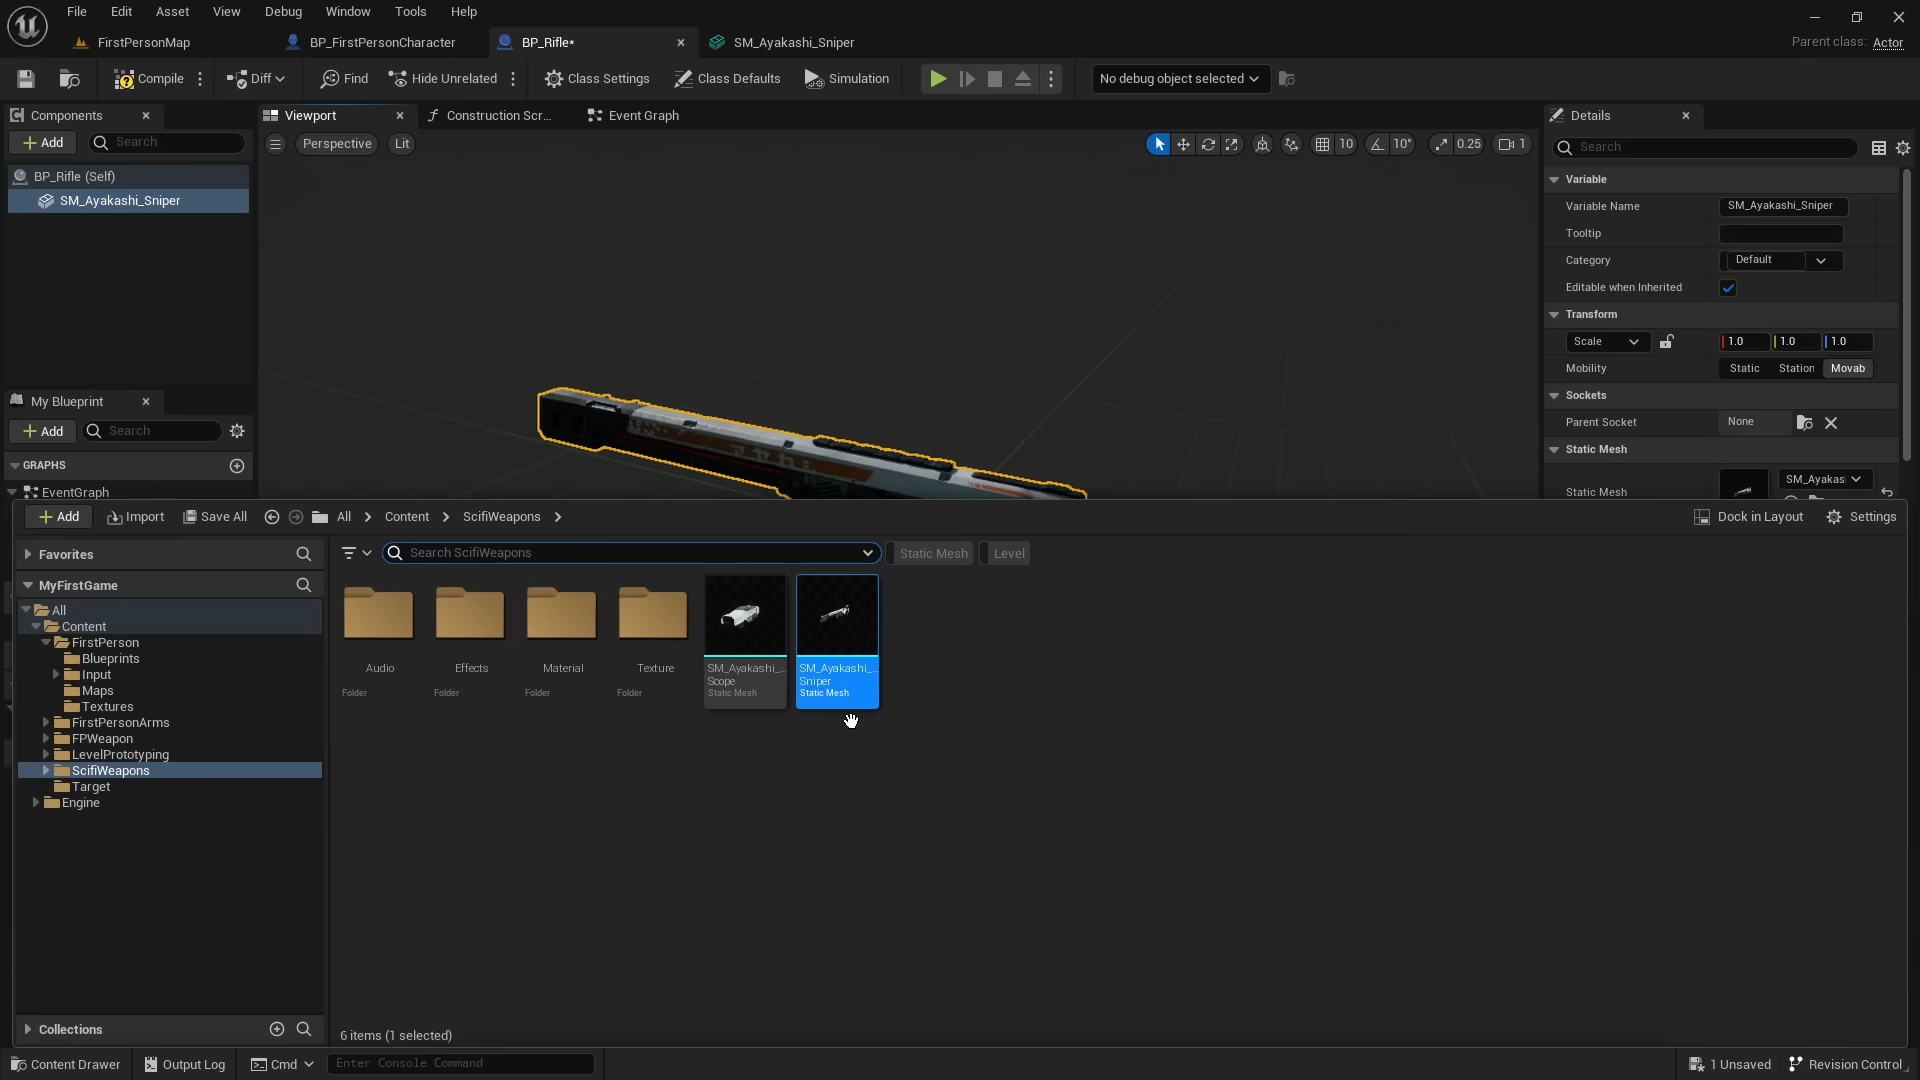 File Edit Asset View Debug Window Tools Help
FirstPersonMap BP_FirstPersonCharacter BP_Rifle* SM_Ayakashi_Sniper
Parent class: Actor
Compile Diff Find Hide Unrelated Class Settings Class Defaults Simulation No debug object selected
Components Viewport Construction Scr... Event Graph Details
Add Search Perspective Lit 10 10° 0.25 1 Search
BP_Rifle (Self)
SM_Ayakashi_Sniper
Variable
Variable Name SM_Ayakashi_Sniper
Tooltip
Category Default
Editable when Inherited
Transform
Scale 1.0 1.0 1.0
Mobility Static Station Movab
Sockets
Parent Socket None
Static Mesh
Static Mesh SM_Ayakas
My Blueprint
Add Search
GRAPHS
EventGraph
Add Import Save All All Content ScifiWeapons Dock in Layout Settings
Favorites Search ScifiWeapons Static Mesh Level
MyFirstGame
All
Content
FirstPerson
Blueprints
Input
Maps
Textures
FirstPersonArms
FPWeapon
LevelPrototyping
ScifiWeapons
Target
Engine
Audio
Folder
Effects
Folder
Material
Folder
Texture
Folder
SM_Ayakashi_...
Scope
Static Mesh
SM_Ayakashi_...
Sniper
Static Mesh
Collections
6 items (1 selected)
Content Drawer Output Log Cmd Enter Console Command 1 Unsaved Revision Control